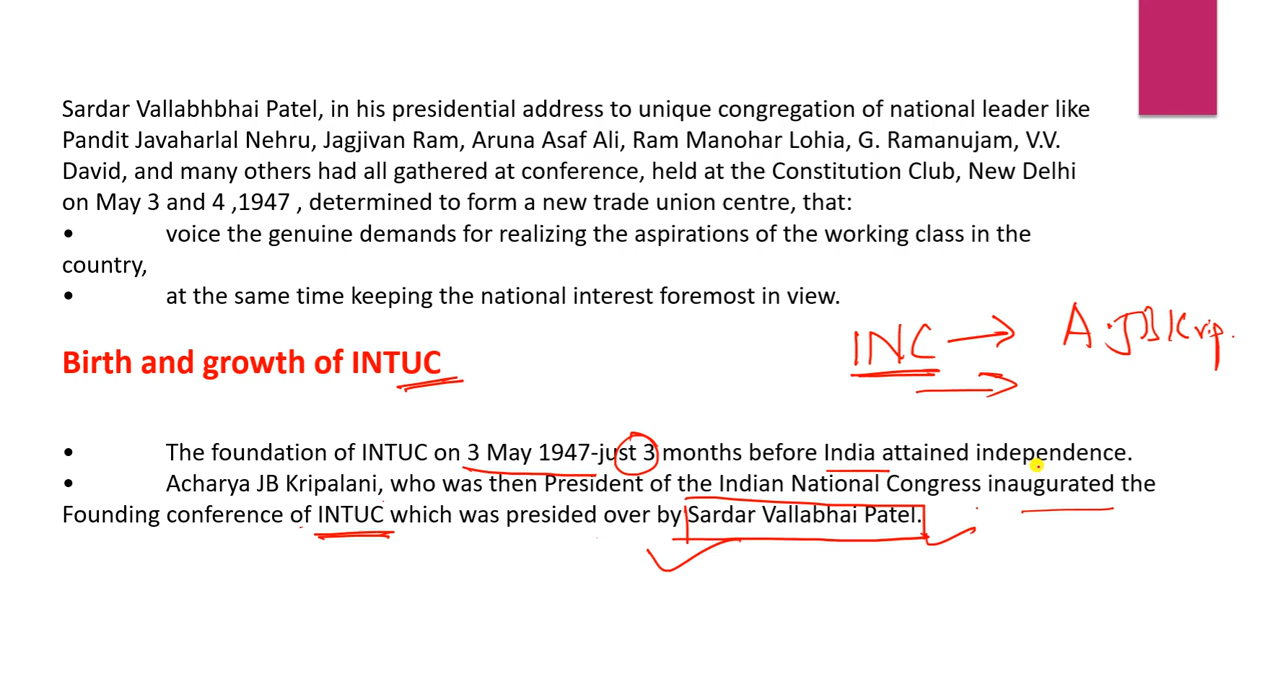 Sardar Vallabhbhai Patel, in his presidential address to unique congregation of national leader like
Pandit Javaharlal Nehru, Jagjivan Ram, Aruna Asaf Ali, Ram Manohar Lohia, G. Ramanujam, V.V.
David, and many others had all gathered at conference, held at the Constitution Club, New Delhi
on May 3 and 4 ,1947 , determined to form a new trade union centre, that:
• voice the genuine demands for realizing the aspirations of the working class in the
country,
• at the same time keeping the national interest foremost in view.
INC → A. JB Krip.
Birth and growth of INTUC
• The foundation of INTUC on 3 May 1947-just 3 months before India attained independence.
• Acharya JB Kripalani, who was then President of the Indian National Congress inaugurated the
Founding conference of INTUC which was presided over by Sardar Vallabhai Patel.